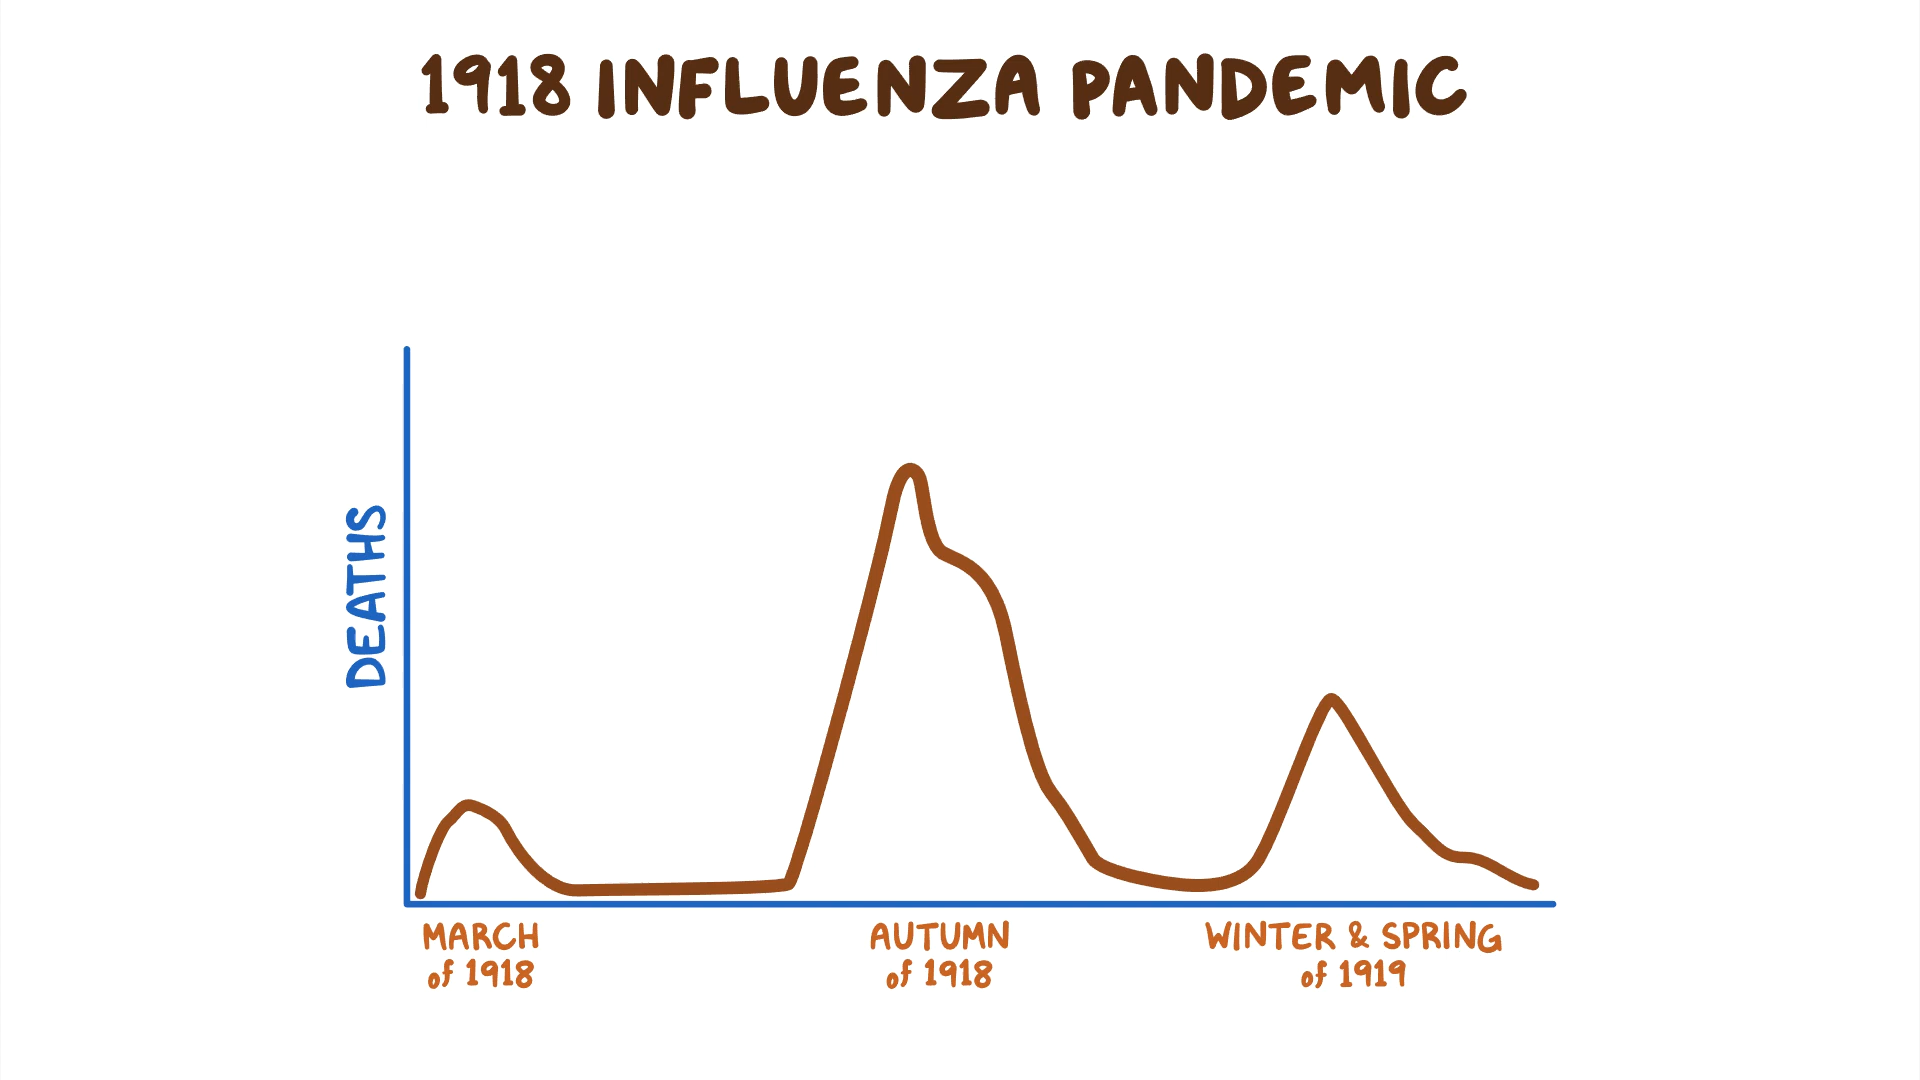 1918 INFLUENZA PANDEMIC
DEATHS
MARCH
of 1918
AUTUMN
of 1918
WINTER & SPRING
of 1919